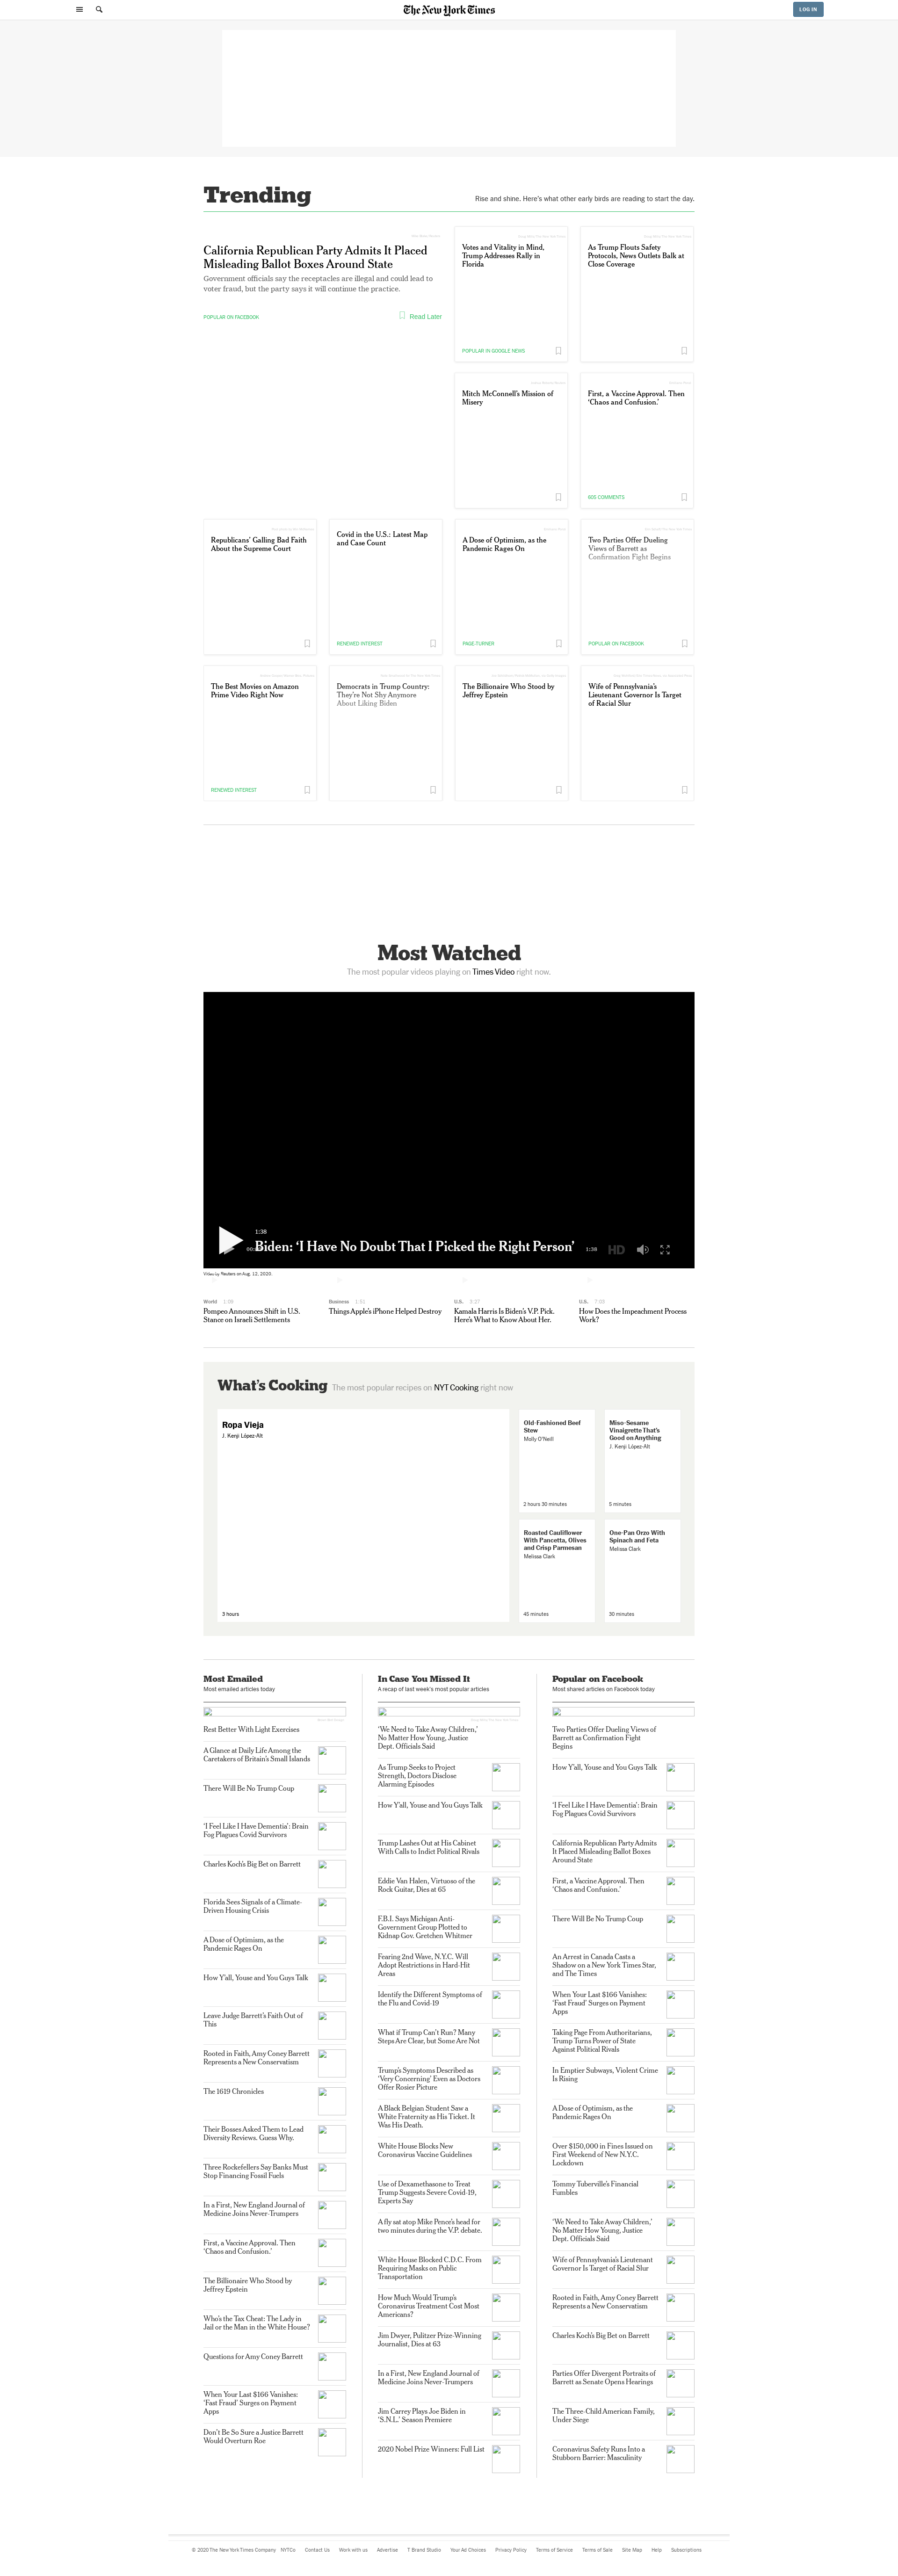 The New York Times
LOG IN
Trending
Rise and shine. Here's what other early birds are reading to start the day.
California Republican Party Admits It Placed
Misleading Ballot Boxes Around State
Government officials say the receptacles are illegal and could lead to
voter fraud, but the party says it will continue the practice.
POPULAR ON FACEBOOK
Read Later
Votes and Vitality in Mind,
Trump Addresses Rally in
Florida
POPULAR IN GOOGLE NEWS
As Trump Flouts Safety
Protocols, News Outlets Balk at
Close Coverage
Mitch McConnell's Mission of
Misery
First, a Vaccine Approval. Then
'Chaos and Confusion.'
605 COMMENTS
Republicans' Galling Bad Faith
About the Supreme Court
Covid in the U.S.: Latest Map
and Case Count
RENEWED INTEREST
A Dose of Optimism, as the
Pandemic Rages On
PAGE-TURNER
Two Parties Offer Dueling
Views of Barrett as
Confirmation Fight Begins
POPULAR ON FACEBOOK
The Best Movies on Amazon
Prime Video Right Now
RENEWED INTEREST
Democrats in Trump Country:
They're Not Shy Anymore
About Liking Biden
The Billionaire Who Stood by
Jeffrey Epstein
Wife of Pennsylvania's
Lieutenant Governor Is Target
of Racial Slur
Most Watched
The most popular videos playing on Times Video right now.
1:38
Biden: 'I Have No Doubt That I Picked the Right Person'
1:38
HD
Video by Reuters on Aug. 12, 2020.
World 1:09
Pompeo Announces Shift in U.S.
Stance on Israeli Settlements
Business 1:51
Things Apple's iPhone Helped Destroy
U.S. 3:27
Kamala Harris Is Biden's V.P. Pick.
Here's What to Know About Her.
U.S. 7:03
How Does the Impeachment Process
Work?
What's Cooking The most popular recipes on NYT Cooking right now
Ropa Vieja
J. Kenji López-Alt
3 hours
Old-Fashioned Beef
Stew
Molly O'Neill
2 hours 30 minutes
Miso-Sesame
Vinaigrette That's
Good on Anything
J. Kenji López-Alt
5 minutes
Roasted Cauliflower
With Pancetta, Olives
and Crisp Parmesan
Melissa Clark
45 minutes
One-Pan Orzo With
Spinach and Feta
Melissa Clark
30 minutes
Most Emailed
Most emailed articles today
Rest Better With Light Exercises
A Glance at Daily Life Among the
Caretakers of Britain's Small Islands
There Will Be No Trump Coup
'I Feel Like I Have Dementia': Brain
Fog Plagues Covid Survivors
Charles Koch's Big Bet on Barrett
Florida Sees Signals of a Climate-
Driven Housing Crisis
A Dose of Optimism, as the
Pandemic Rages On
How Y'all, Youse and You Guys Talk
Leave Judge Barrett's Faith Out of
This
Rooted in Faith, Amy Coney Barrett
Represents a New Conservatism
The 1619 Chronicles
Their Bosses Asked Them to Lead
Diversity Reviews. Guess Why.
Three Rockefellers Say Banks Must
Stop Financing Fossil Fuels
In a First, New England Journal of
Medicine Joins Never-Trumpers
First, a Vaccine Approval. Then
'Chaos and Confusion.'
The Billionaire Who Stood by
Jeffrey Epstein
Who's the Tax Cheat: The Lady in
Jail or the Man in the White House?
Questions for Amy Coney Barrett
When Your Last $166 Vanishes:
'Fast Fraud' Surges on Payment
Apps
Don't Be So Sure a Justice Barrett
Would Overturn Roe
In Case You Missed It
A recap of last week's most popular articles
'We Need to Take Away Children,'
No Matter How Young, Justice
Dept. Officials Said
As Trump Seeks to Project
Strength, Doctors Disclose
Alarming Episodes
How Y'all, Youse and You Guys Talk
Trump Lashes Out at His Cabinet
With Calls to Indict Political Rivals
Eddie Van Halen, Virtuoso of the
Rock Guitar, Dies at 65
F.B.I. Says Michigan Anti-
Government Group Plotted to
Kidnap Gov. Gretchen Whitmer
Fearing 2nd Wave, N.Y.C. Will
Adopt Restrictions in Hard-Hit
Areas
Identify the Different Symptoms of
the Flu and Covid-19
What if Trump Can't Run? Many
Steps Are Clear, but Some Are Not
Trump's Symptoms Described as
'Very Concerning' Even as Doctors
Offer Rosier Picture
A Black Belgian Student Saw a
White Fraternity as His Ticket. It
Was His Death.
White House Blocks New
Coronavirus Vaccine Guidelines
Use of Dexamethasone to Treat
Trump Suggests Severe Covid-19,
Experts Say
A fly sat atop Mike Pence's head for
two minutes during the V.P. debate.
White House Blocked C.D.C. From
Requiring Masks on Public
Transportation
How Much Would Trump's
Coronavirus Treatment Cost Most
Americans?
Jim Dwyer, Pulitzer Prize-Winning
Journalist, Dies at 63
In a First, New England Journal of
Medicine Joins Never-Trumpers
Jim Carrey Plays Joe Biden in
'S.N.L.' Season Premiere
2020 Nobel Prize Winners: Full List
Popular on Facebook
Most shared articles on Facebook today
Two Parties Offer Dueling Views of
Barrett as Confirmation Fight
Begins
How Y'all, Youse and You Guys Talk
'I Feel Like I Have Dementia': Brain
Fog Plagues Covid Survivors
California Republican Party Admits
It Placed Misleading Ballot Boxes
Around State
First, a Vaccine Approval. Then
'Chaos and Confusion.'
There Will Be No Trump Coup
An Arrest in Canada Casts a
Shadow on a New York Times Star,
and The Times
When Your Last $166 Vanishes:
'Fast Fraud' Surges on Payment
Apps
Taking Page From Authoritarians,
Trump Turns Power of State
Against Political Rivals
In Emptier Subways, Violent Crime
Is Rising
A Dose of Optimism, as the
Pandemic Rages On
Over $150,000 in Fines Issued on
First Weekend of New N.Y.C.
Lockdown
Tommy Tuberville's Financial
Fumbles
'We Need to Take Away Children,'
No Matter How Young, Justice
Dept. Officials Said
Wife of Pennsylvania's Lieutenant
Governor Is Target of Racial Slur
Rooted in Faith, Amy Coney Barrett
Represents a New Conservatism
Charles Koch's Big Bet on Barrett
Parties Offer Divergent Portraits of
Barrett as Senate Opens Hearings
The Three-Child American Family,
Under Siege
Coronavirus Safety Runs Into a
Stubborn Barrier: Masculinity
© 2020 The New York Times Company NYTCo Contact Us Work with us Advertise T Brand Studio Your Ad Choices Privacy Policy Terms of Service Terms of Sale Site Map Help Subscriptions